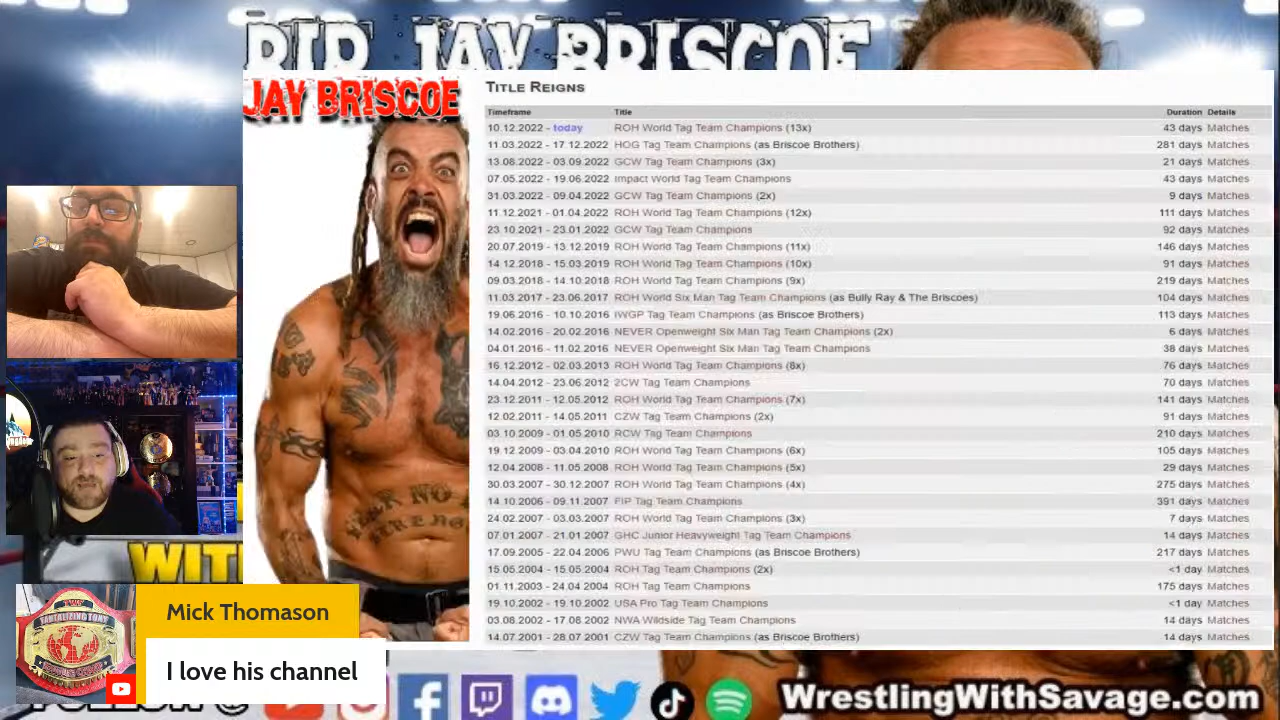 RIP JAY BRISCOE
JAY BRISCOE
TITLE REIGNS
Timeframe Title Duration Details
10.12.2022 - today ROH World Tag Team Champions (13x) 43 days Matches
11.03.2022 - 17.12.2022 HOG Tag Team Champions (as Briscoe Brothers) 281 days Matches
13.08.2022 - 03.09.2022 GCW Tag Team Champions (3x) 21 days Matches
07.05.2022 - 19.06.2022 Impact World Tag Team Champions 43 days Matches
31.03.2022 - 09.04.2022 GCW Tag Team Champions (2x) 9 days Matches
11.12.2021 - 01.04.2022 ROH World Tag Team Champions (12x) 111 days Matches
23.10.2021 - 23.01.2022 GCW Tag Team Champions 92 days Matches
20.07.2019 - 13.12.2019 ROH World Tag Team Champions (11x) 146 days Matches
14.12.2018 - 15.03.2019 ROH World Tag Team Champions (10x) 91 days Matches
09.03.2018 - 14.10.2018 ROH World Tag Team Champions (9x) 219 days Matches
11.03.2017 - 23.06.2017 ROH World Six Man Tag Team Champions (as Bully Ray & The Briscoes) 104 days Matches
19.06.2016 - 10.10.2016 IWGP Tag Team Champions (as Briscoe Brothers) 113 days Matches
14.02.2016 - 20.02.2016 NEVER Openweight Six Man Tag Team Champions (2x) 6 days Matches
04.01.2016 - 11.02.2016 NEVER Openweight Six Man Tag Team Champions 38 days Matches
16.12.2012 - 02.03.2013 ROH World Tag Team Champions (8x) 76 days Matches
14.04.2012 - 23.06.2012 2CW Tag Team Champions 70 days Matches
23.12.2011 - 12.05.2012 ROH World Tag Team Champions (7x) 141 days Matches
12.02.2011 - 14.05.2011 CZW Tag Team Champions (2x) 91 days Matches
03.10.2009 - 01.05.2010 RCW Tag Team Champions 210 days Matches
19.12.2009 - 03.04.2010 ROH World Tag Team Champions (6x) 105 days Matches
12.04.2008 - 11.05.2008 ROH World Tag Team Champions (5x) 29 days Matches
30.03.2007 - 30.12.2007 ROH World Tag Team Champions (4x) 275 days Matches
14.10.2006 - 09.11.2007 FIP Tag Team Champions 391 days Matches
24.02.2007 - 03.03.2007 ROH World Tag Team Champions (3x) 7 days Matches
07.01.2007 - 21.01.2007 GHC Junior Heavyweight Tag Team Champions 14 days Matches
17.09.2005 - 22.04.2006 PWU Tag Team Champions (as Briscoe Brothers) 217 days Matches
15.05.2004 - 15.05.2004 ROH Tag Team Champions (2x) <1 day Matches
01.11.2003 - 24.04.2004 ROH Tag Team Champions 175 days Matches
19.10.2002 - 19.10.2002 USA Pro Tag Team Champions <1 day Matches
03.08.2002 - 17.08.2002 NWA Wildside Tag Team Champions 14 days Matches
14.07.2001 - 28.07.2001 CZW Tag Team Champions (as Briscoe Brothers) 14 days Matches
WIT
TANTALIZING TONY
Mick Thomason
I love his channel
WrestlingWithSavage.com